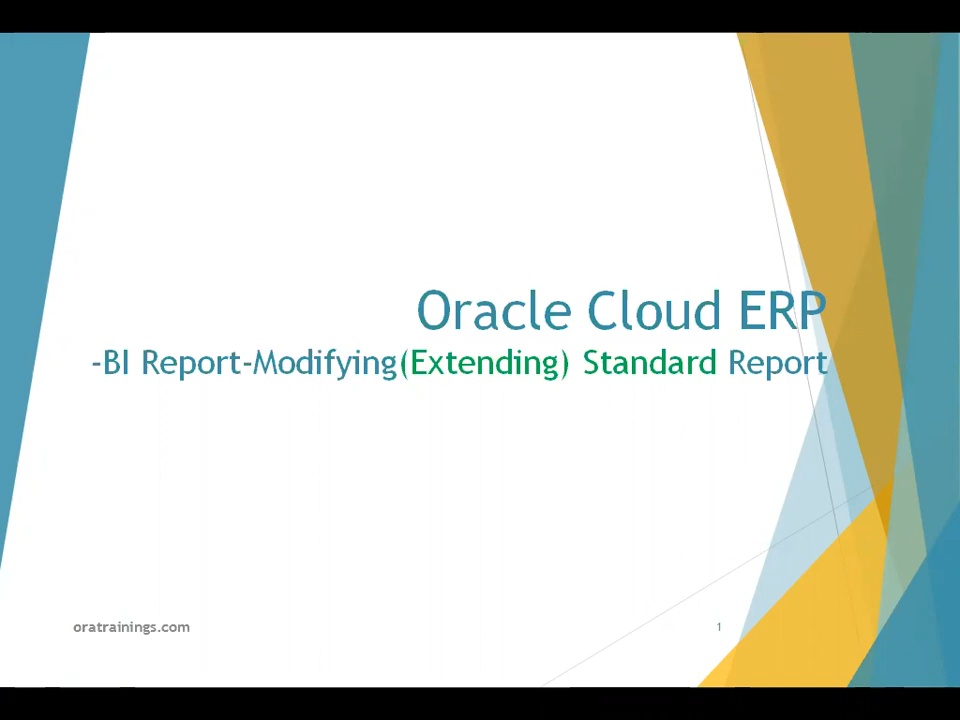 Oracle Cloud ERP
-BI Report-Modifying(Extending) Standard Report
oratrainings.com
1